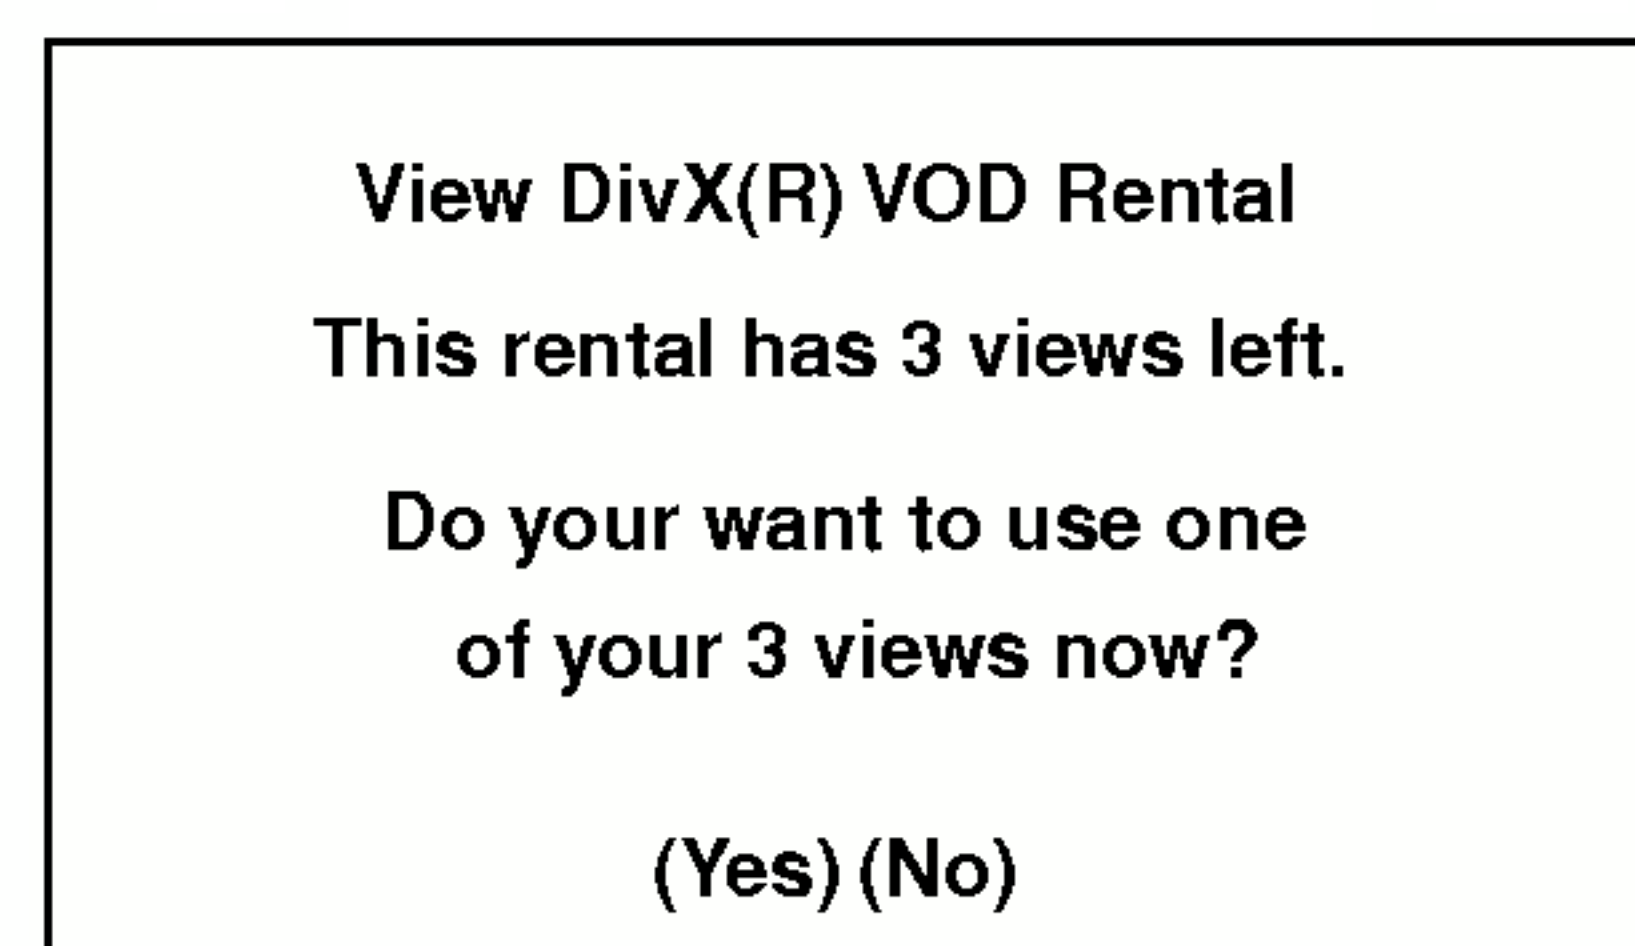 View DivX(R) VOD Rental
This rental has 3 views left.
Do your want to use one
of your 3 views now?
(Yes) (No)